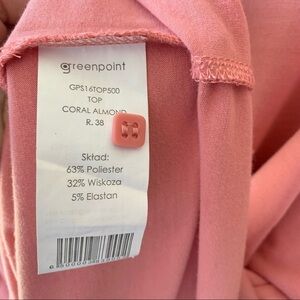 greenpoint
GPS16TOP500
TOP
CORAL ALMOND
R. 38
Skład:
63% Poliester
32% Wiskoza
5% Elastan